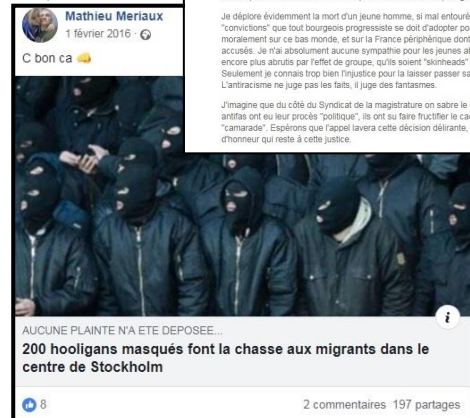 Mathieu Meriaux
1 février 2016
C bon ca 👊
Je déplore évidemment la mort d'un jeune homme, si mal entouré
"convictions" que tout bourgeois progressiste se doit d'adopter po
moralement sur ce bas monde, et sur la France périphérique dont
accusés. Je n'ai absolument aucune sympathie pour les jeunes a
encore plus abrutis par l'effet de groupe, qu'ils soient "skinheads"
Seulement je connais trop bien l'injustice pour la laisser passer sa
L'antiracisme ne juge pas les faits, il juge des fantasmes.
J'imagine que du côté du Syndicat de la magistrature on sabre le
antifas ont eu leur procès "politique", ils ont su faire fructifier le ca
"camarade". Espérons que l'appel lavera cette décision délirante,
d'honneur qui reste à cette justice.
AUCUNE PLAINTE N'A ETE DEPOSEE...
200 hooligans masqués font la chasse aux migrants dans le
centre de Stockholm
8
2 commentaires 197 partages